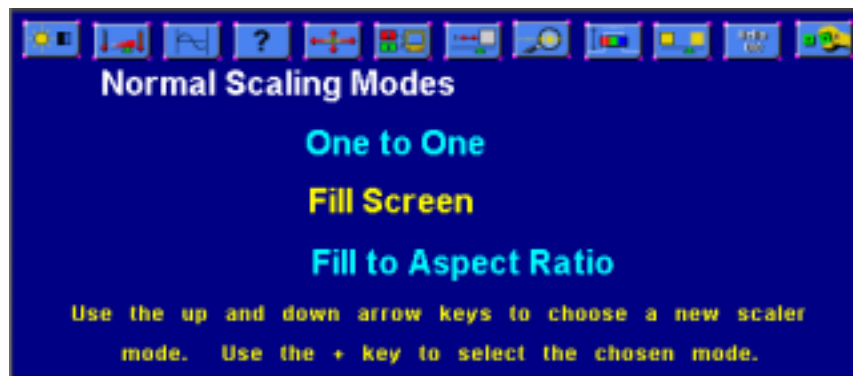 ?
Normal Scaling Modes
One to One
Fill Screen
Fill to Aspect Ratio
Use the up and down arrow keys to choose a new scaler
mode. Use the + key to select the chosen mode.